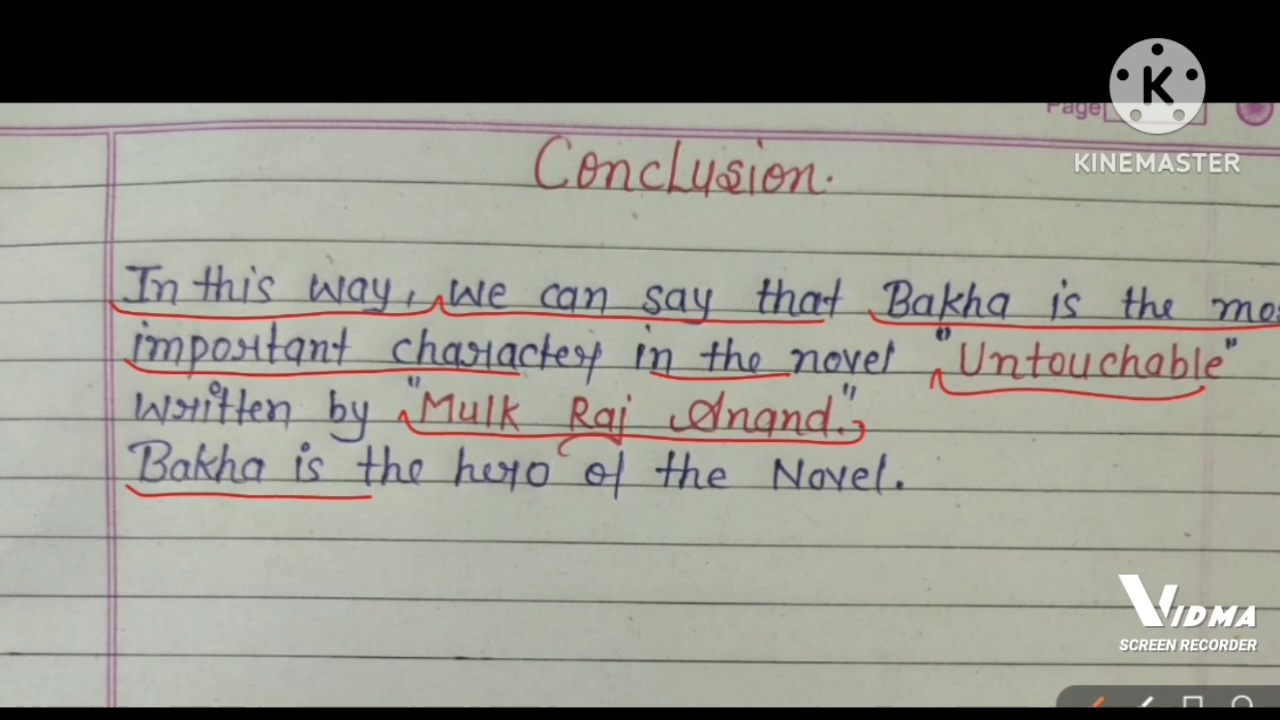 Page
KINEMASTER
Conclusion.
In this way, we can say that Bakha is the mo
important character in the novel "Untouchable"
written by "Mulk Raj Anand."
Bakha is the hero of the Novel.
VIDMA
SCREEN RECORDER